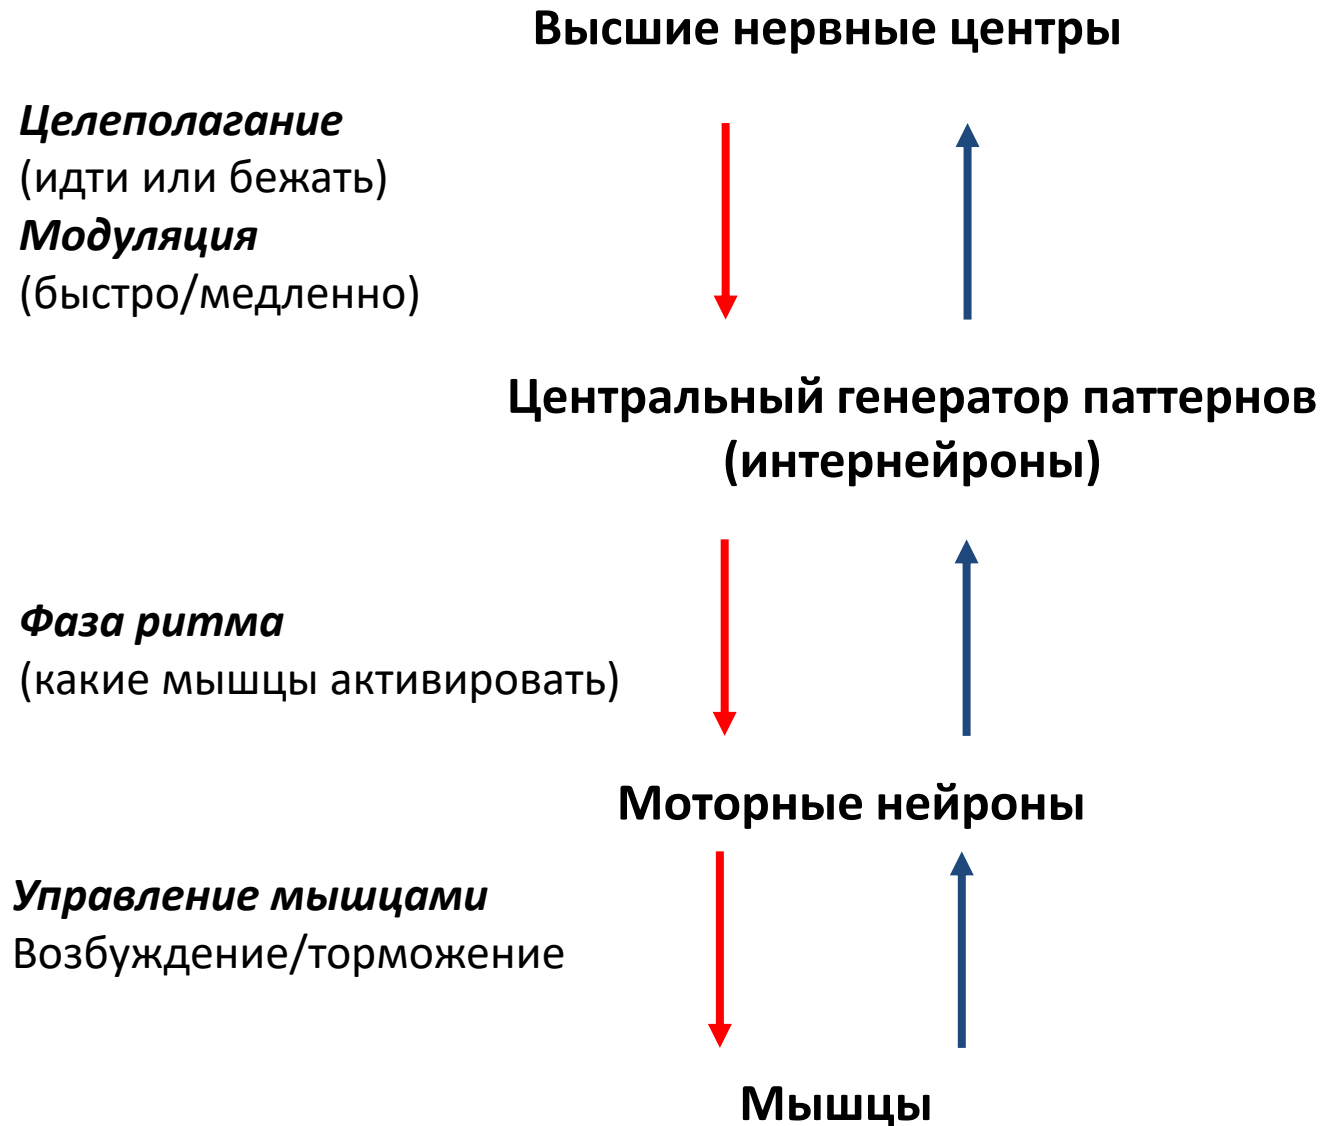 Высшие нервные центры
Целеполагание
(идти или бежать)
Модуляция
(быстро/медленно)
Центральный генератор паттернов
(интернейроны)
Фаза ритма
(какие мышцы активировать)
Моторные нейроны
Управление мышцами
Возбуждение/торможение
Мышцы